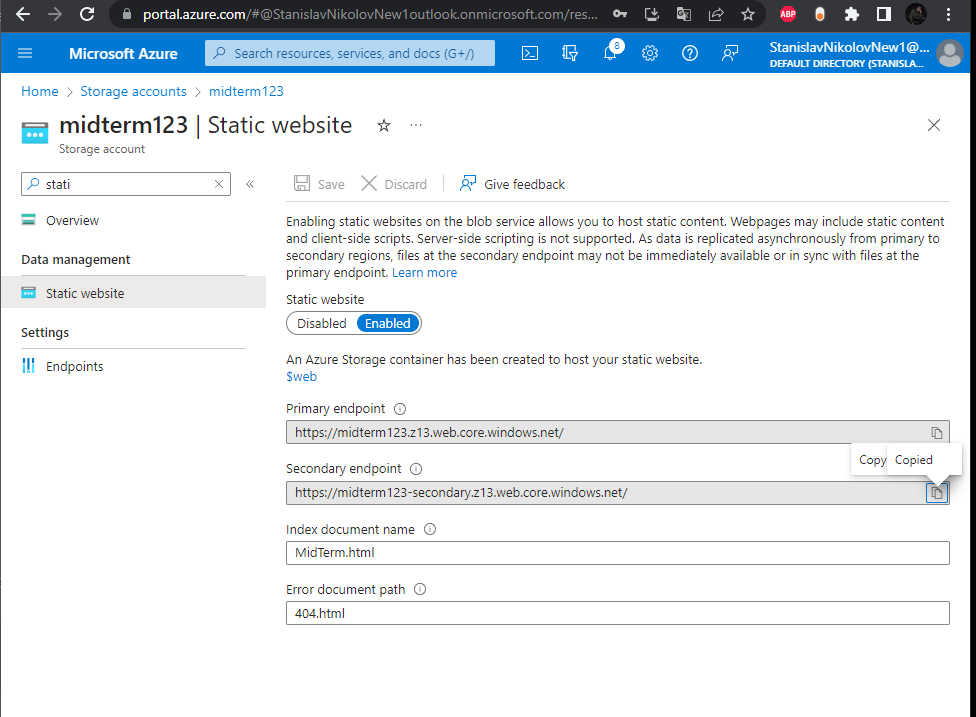 portal.azure.com/#@StanislavNikolovNew1outlook.onmicrosoft.com/res...
ABP
Microsoft Azure
Search resources, services, and docs (G+/)
8
StanislavNikolovNew1@...
DEFAULT DIRECTORY (STANISLA...
Home > Storage accounts > midterm123
midterm123 | Static website
...
Storage account
stati
«
Save
Discard
Give feedback
Overview
Data management
Static website
Settings
Endpoints
Enabling static websites on the blob service allows you to host static content. Webpages may include static content
and client-side scripts. Server-side scripting is not supported. As data is replicated asynchronously from primary to
secondary regions, files at the secondary endpoint may not be immediately available or in sync with files at the
primary endpoint. Learn more
Static website
Disabled Enabled
An Azure Storage container has been created to host your static website.
$web
Primary endpoint
https://midterm123.z13.web.core.windows.net/
Copy Copied
Secondary endpoint
https://midterm123-secondary.z13.web.core.windows.net/
Index document name
MidTerm.html
Error document path
404.html